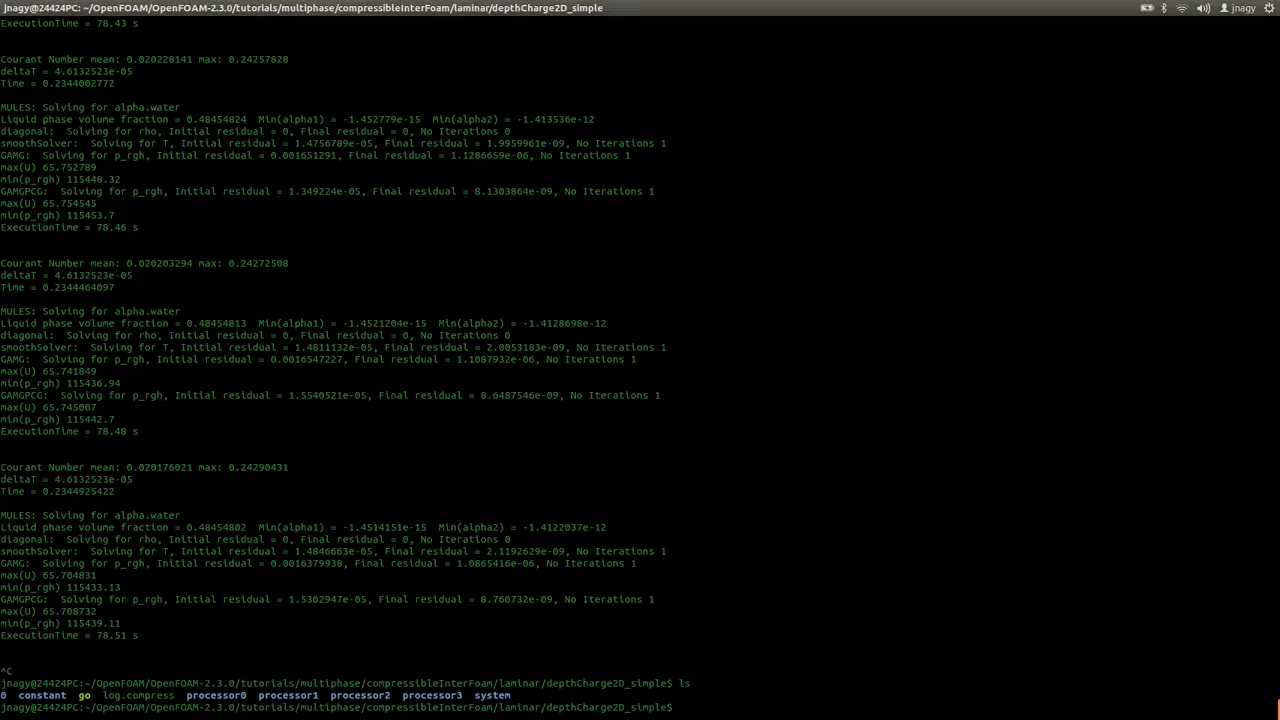 jnagy@24424PC: ~/OpenFOAM/OpenFOAM-2.3.0/tutorials/multiphase/compressibleInterFoam/laminar/depthCharge2D_simple
jnagy
ExecutionTime = 78.43 s
Courant Number mean: 0.020228141 max: 0.24257828
deltaT = 4.6132523e-05
Time = 0.2344002772
MULES: Solving for alpha.water
Liquid phase volume fraction = 0.48454824  Min(alpha1) = -1.452779e-15  Min(alpha2) = -1.413536e-12
diagonal:  Solving for rho, Initial residual = 0, Final residual = 0, No Iterations 0
smoothSolver:  Solving for T, Initial residual = 1.4756789e-05, Final residual = 1.9959961e-09, No Iterations 1
GAMG:  Solving for p_rgh, Initial residual = 0.001651291, Final residual = 1.1286659e-06, No Iterations 1
max(U) 65.752789
min(p_rgh) 115448.32
GAMGPCG:  Solving for p_rgh, Initial residual = 1.349224e-05, Final residual = 8.1303864e-09, No Iterations 1
max(U) 65.754545
min(p_rgh) 115453.7
ExecutionTime = 78.46 s
Courant Number mean: 0.020203294 max: 0.24272508
deltaT = 4.6132523e-05
Time = 0.2344464097
MULES: Solving for alpha.water
Liquid phase volume fraction = 0.48454813  Min(alpha1) = -1.4521204e-15  Min(alpha2) = -1.4128698e-12
diagonal:  Solving for rho, Initial residual = 0, Final residual = 0, No Iterations 0
smoothSolver:  Solving for T, Initial residual = 1.4811132e-05, Final residual = 2.0053183e-09, No Iterations 1
GAMG:  Solving for p_rgh, Initial residual = 0.0016547227, Final residual = 1.1087932e-06, No Iterations 1
max(U) 65.741849
min(p_rgh) 115436.94
GAMGPCG:  Solving for p_rgh, Initial residual = 1.5540521e-05, Final residual = 8.6487546e-09, No Iterations 1
max(U) 65.745007
min(p_rgh) 115442.7
ExecutionTime = 78.48 s
Courant Number mean: 0.020176021 max: 0.24290431
deltaT = 4.6132523e-05
Time = 0.2344925422
MULES: Solving for alpha.water
Liquid phase volume fraction = 0.48454802  Min(alpha1) = -1.4514151e-15  Min(alpha2) = -1.4122037e-12
diagonal:  Solving for rho, Initial residual = 0, Final residual = 0, No Iterations 0
smoothSolver:  Solving for T, Initial residual = 1.4846663e-05, Final residual = 2.1192629e-09, No Iterations 1
GAMG:  Solving for p_rgh, Initial residual = 0.0016379938, Final residual = 1.0865416e-06, No Iterations 1
max(U) 65.704831
min(p_rgh) 115433.13
GAMGPCG:  Solving for p_rgh, Initial residual = 1.5302947e-05, Final residual = 8.760732e-09, No Iterations 1
max(U) 65.708732
min(p_rgh) 115439.11
ExecutionTime = 78.51 s
^C
jnagy@24424PC:~/OpenFOAM/OpenFOAM-2.3.0/tutorials/multiphase/compressibleInterFoam/laminar/depthCharge2D_simple$ ls
0  constant  go  log.compress  processor0  processor1  processor2  processor3  system
jnagy@24424PC:~/OpenFOAM/OpenFOAM-2.3.0/tutorials/multiphase/compressibleInterFoam/laminar/depthCharge2D_simple$